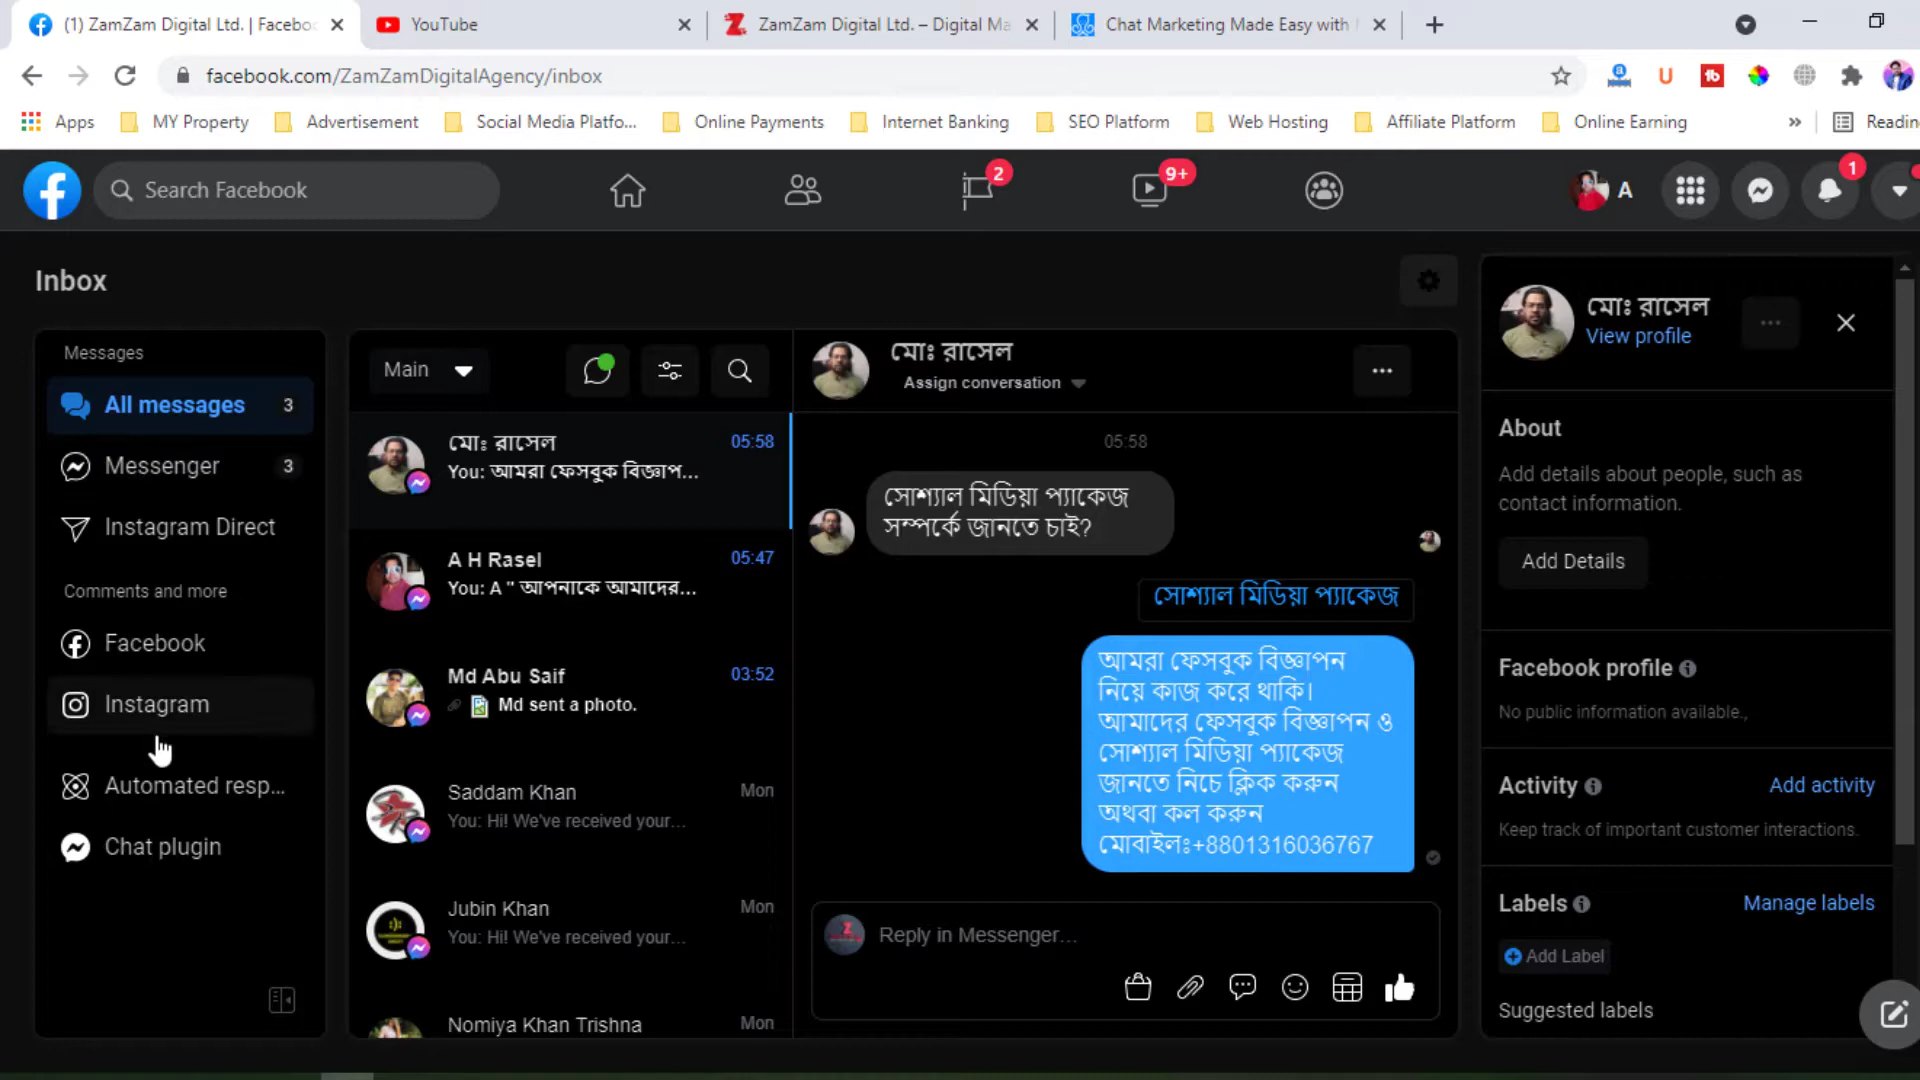 (1) ZamZam Digital Ltd. | Facebo
YouTube
ZamZam Digital Ltd. – Digital Ma
Chat Marketing Made Easy with
facebook.com/ZamZamDigitalAgency/inbox
Apps
MY Property
Advertisement
Social Media Platfo...
Online Payments
Internet Banking
SEO Platform
Web Hosting
Affiliate Platform
Online Earning
»
Readin
Search Facebook
2
9+
A
1
Inbox
Messages
All messages 3
Messenger 3
Instagram Direct
Comments and more
Facebook
Instagram
Automated resp...
Chat plugin
Main
মোঃ রাসেল 05:58
You: আমরা ফেসবুক বিজ্ঞাপ...
A H Rasel 05:47
You: A " আপনাকে আমাদের...
Md Abu Saif 03:52
Md sent a photo.
Saddam Khan Mon
You: Hi! We've received your...
Jubin Khan Mon
You: Hi! We've received your...
Nomiya Khan Trishna Mon
মোঃ রাসেল
Assign conversation
05:58
সোশ্যাল মিডিয়া প্যাকেজ
সম্পর্কে জানতে চাই?
সোশ্যাল মিডিয়া প্যাকেজ
আমরা ফেসবুক বিজ্ঞাপন
নিয়ে কাজ করে থাকি।
আমাদের ফেসবুক বিজ্ঞাপন ও
সোশ্যাল মিডিয়া প্যাকেজ
জানতে নিচে ক্লিক করুন
অথবা কল করুন
মোবাইলঃ+8801316036767
Reply in Messenger...
মোঃ রাসেল
View profile
About
Add details about people, such as
contact information.
Add Details
Facebook profile
No public information available.,
Activity
Add activity
Keep track of important customer interactions.
Labels
Manage labels
Add Label
Suggested labels